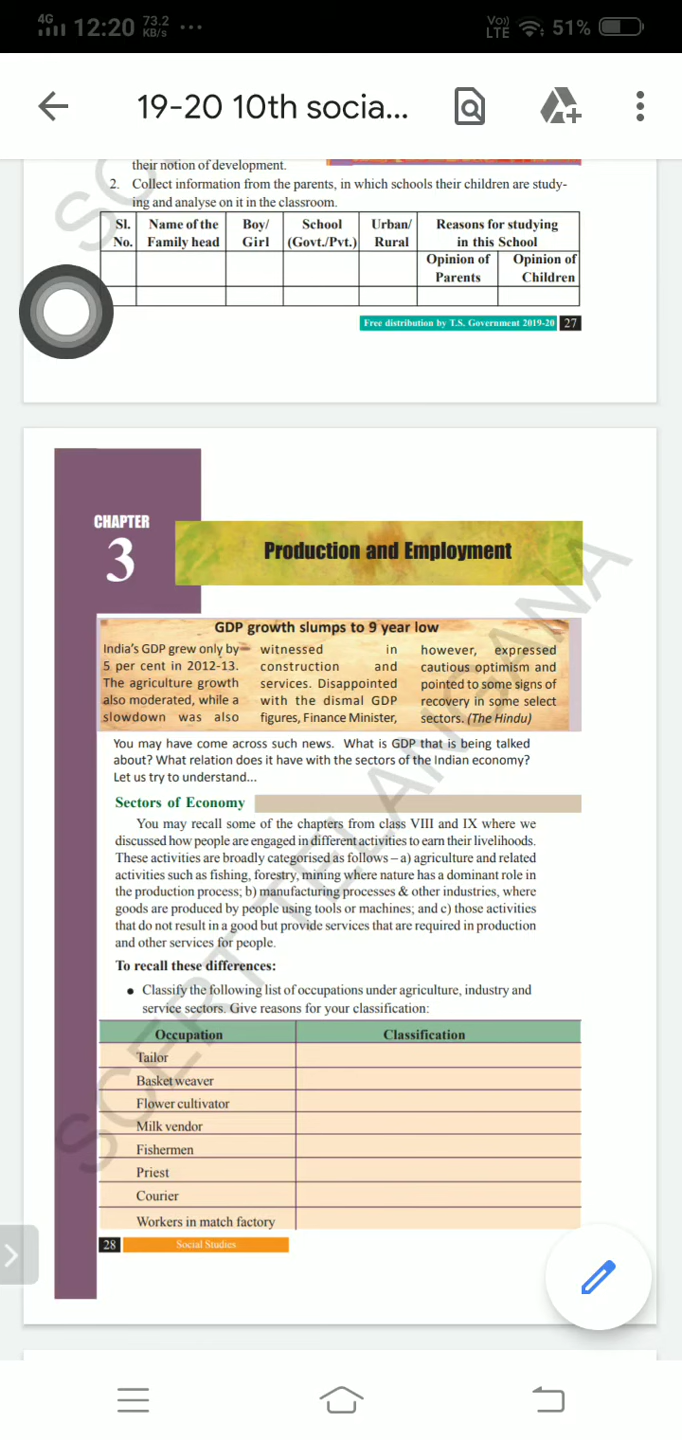 4G 12:20 73.2 KB/s ... Vo)) LTE 51%
19-20 10th socia...
their notion of development.
2. Collect information from the parents, in which schools their children are study-
ing and analyse on it in the classroom.
Sl. Name of the Boy/ School Urban/ Reasons for studying
No. Family head Girl (Govt./Pvt.) Rural in this School
Opinion of Opinion of
Parents Children
Free distribution by T.S. Government 2019-20 27
CHAPTER
3
Production and Employment
GDP growth slumps to 9 year low
India's GDP grew only by
5 per cent in 2012-13.
The agriculture growth
also moderated, while a
slowdown was also
witnessed in
construction and
services. Disappointed
with the dismal GDP
figures, Finance Minister,
however, expressed
cautious optimism and
pointed to some signs of
recovery in some select
sectors. (The Hindu)
You may have come across such news. What is GDP that is being talked
about? What relation does it have with the sectors of the Indian economy?
Let us try to understand...
Sectors of Economy
You may recall some of the chapters from class VIII and IX where we
discussed how people are engaged in different activities to earn their livelihoods.
These activities are broadly categorised as follows – a) agriculture and related
activities such as fishing, forestry, mining where nature has a dominant role in
the production process; b) manufacturing processes & other industries, where
goods are produced by people using tools or machines; and c) those activities
that do not result in a good but provide services that are required in production
and other services for people.
To recall these differences:
• Classify the following list of occupations under agriculture, industry and
service sectors. Give reasons for your classification:
Occupation Classification
Tailor
Basket weaver
Flower cultivator
Milk vendor
Fishermen
Priest
Courier
Workers in match factory
28 Social Studies
SCERT TELANGANA